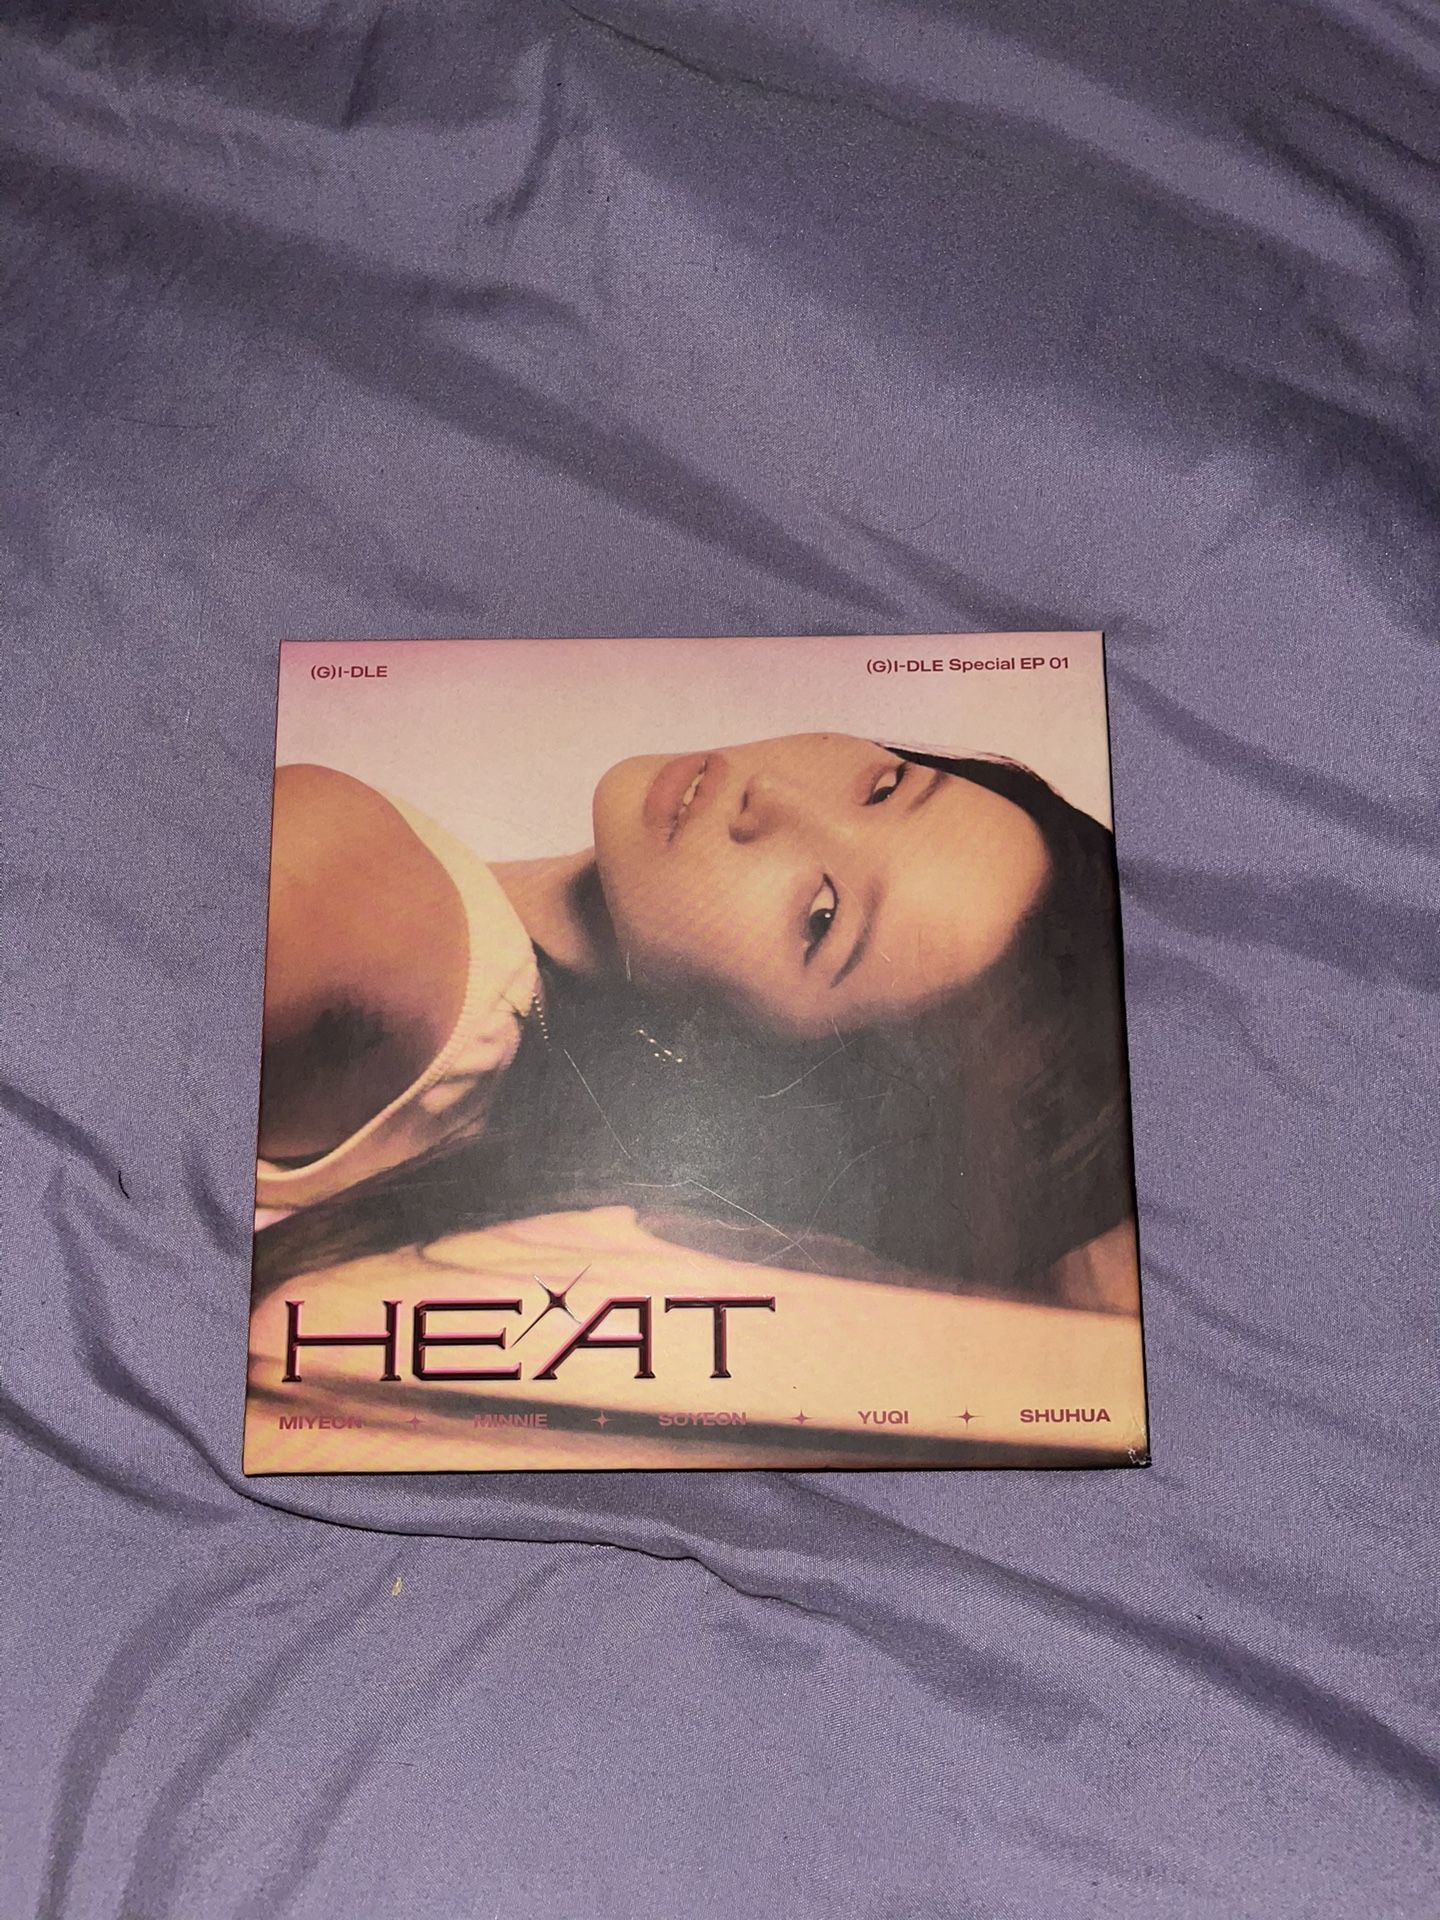 (G)I-DLE
(G)I-DLE Special EP 01
HEAT
MIYEON MINNIE SOYEON YUQI SHUHUA